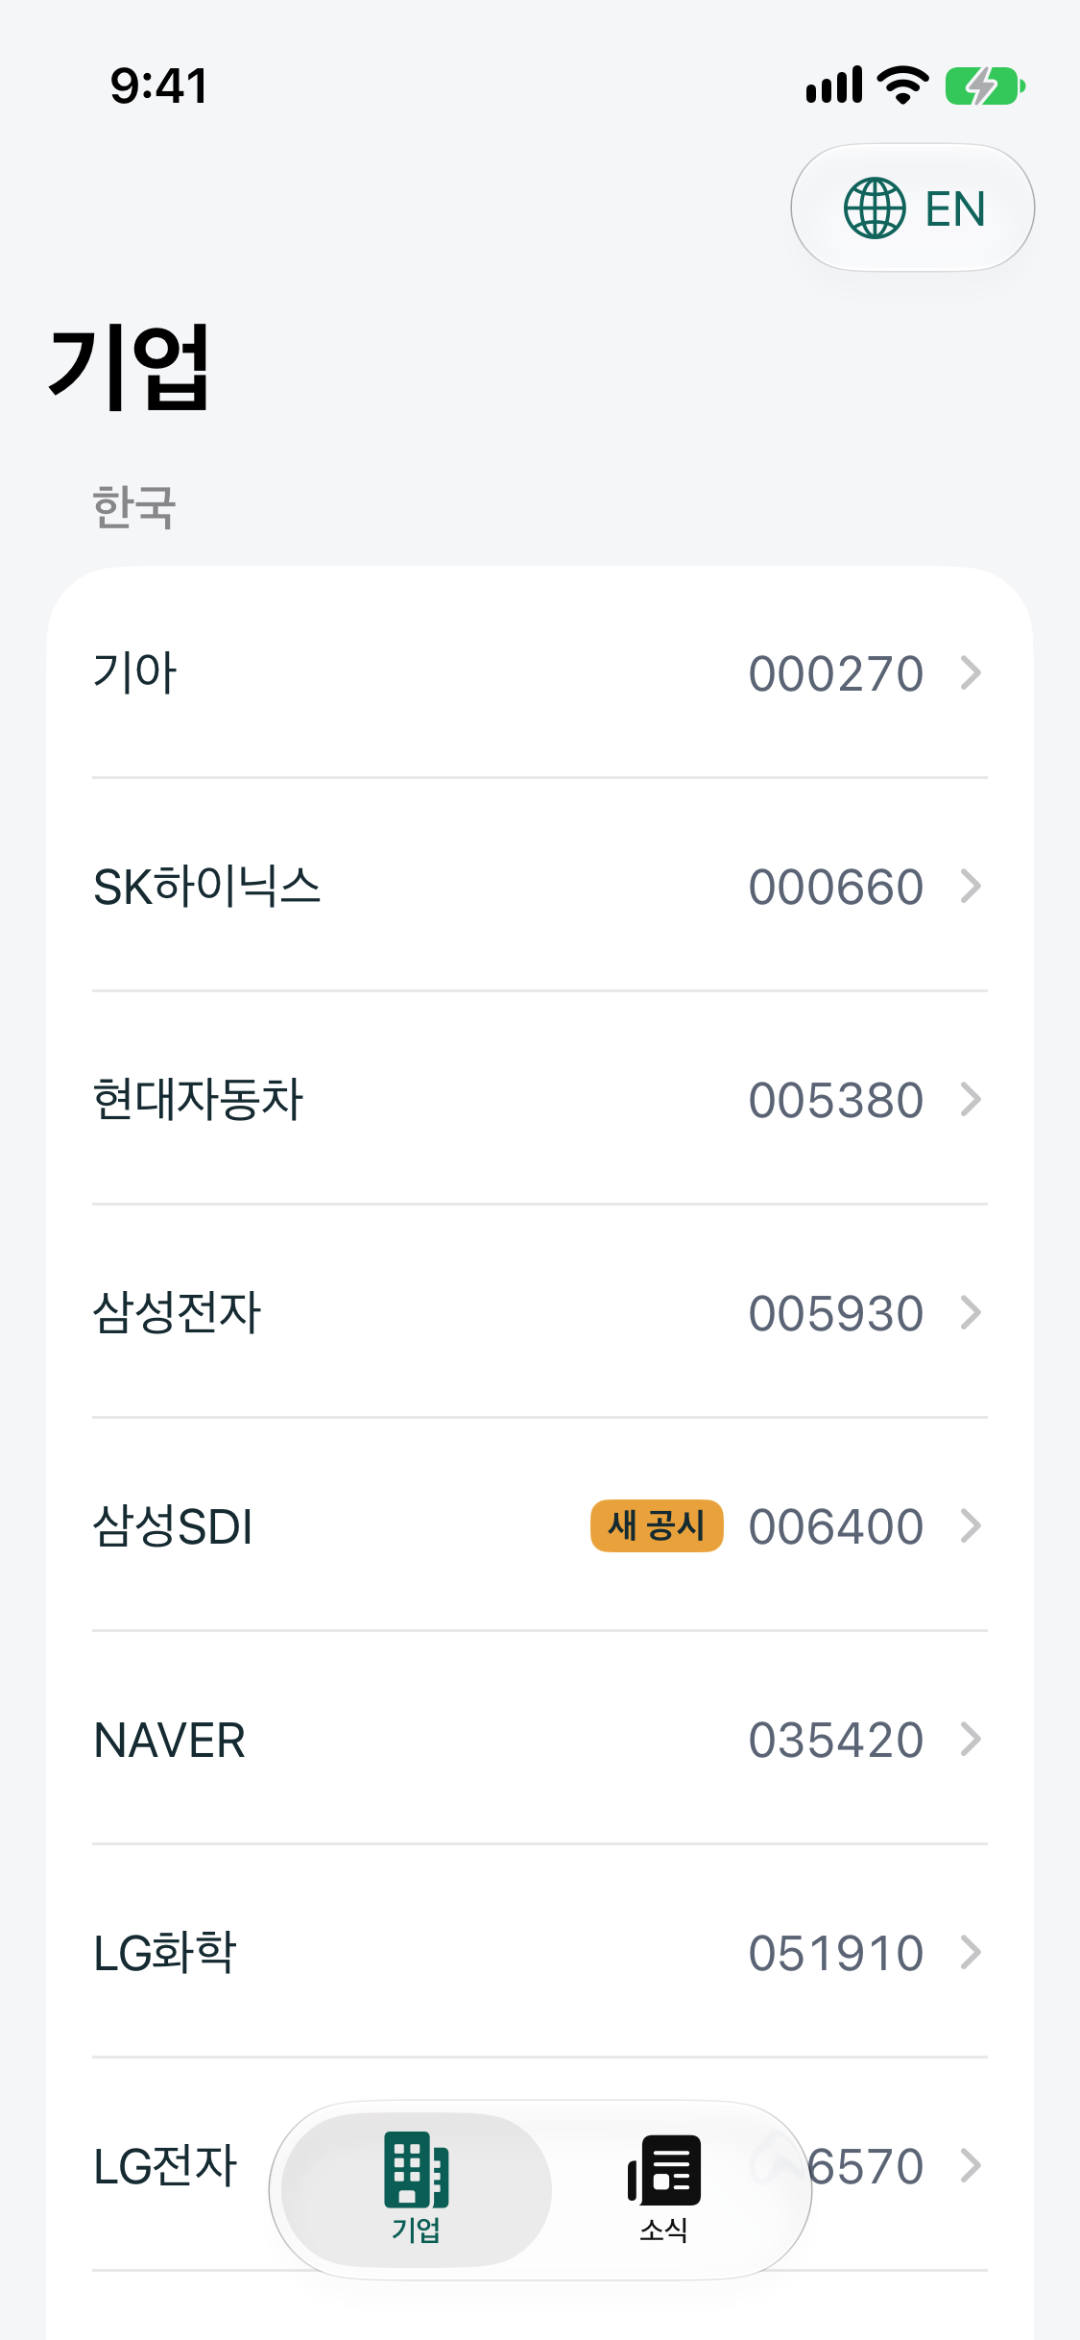 9:41
EN
기업
한국
기아 000270
SK하이닉스 000660
현대자동차 005380
삼성전자 005930
삼성SDI 새 공시 006400
NAVER 035420
LG화학 051910
LG전자 6570
기업 소식